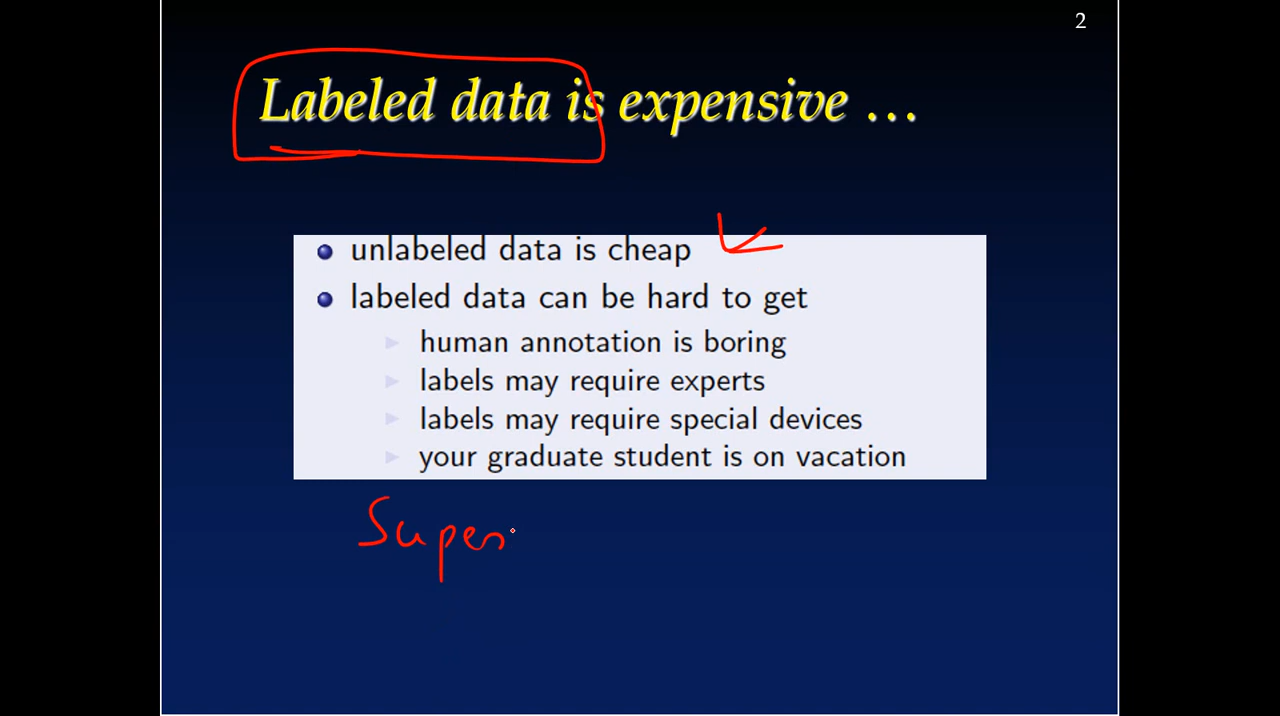 2
Labeled data is expensive ...
unlabeled data is cheap
labeled data can be hard to get
human annotation is boring
labels may require experts
labels may require special devices
your graduate student is on vacation
Super